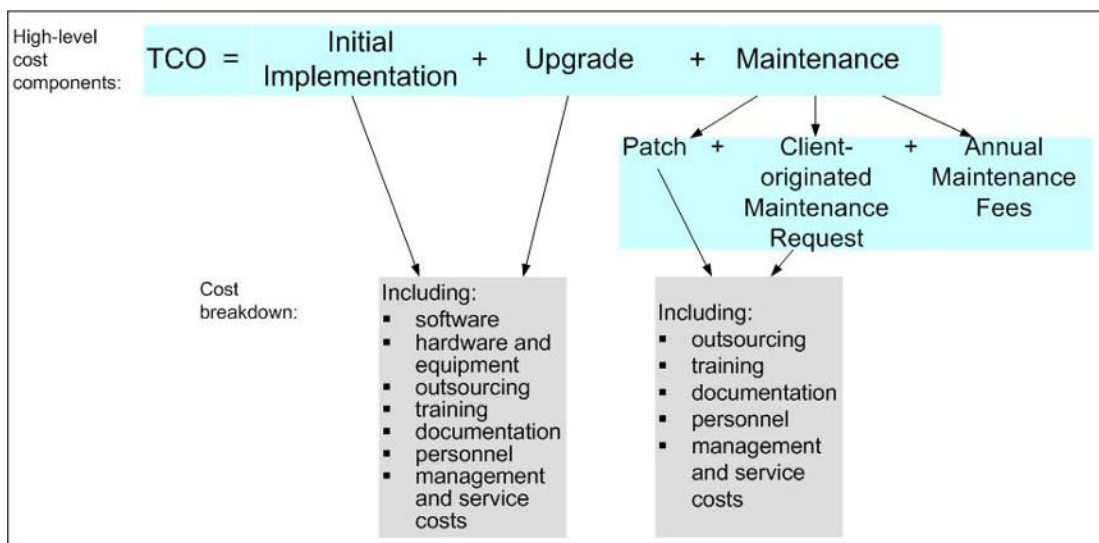 High-level
cost
components:
TCO = Initial Implementation + Upgrade + Maintenance
Patch + Client-originated Maintenance Request + Annual Maintenance Fees
Cost
breakdown:
Including:
▪ software
▪ hardware and
equipment
▪ outsourcing
▪ training
▪ documentation
▪ personnel
▪ management
and service
costs
Including:
▪ outsourcing
▪ training
▪ documentation
▪ personnel
▪ management
and service
costs